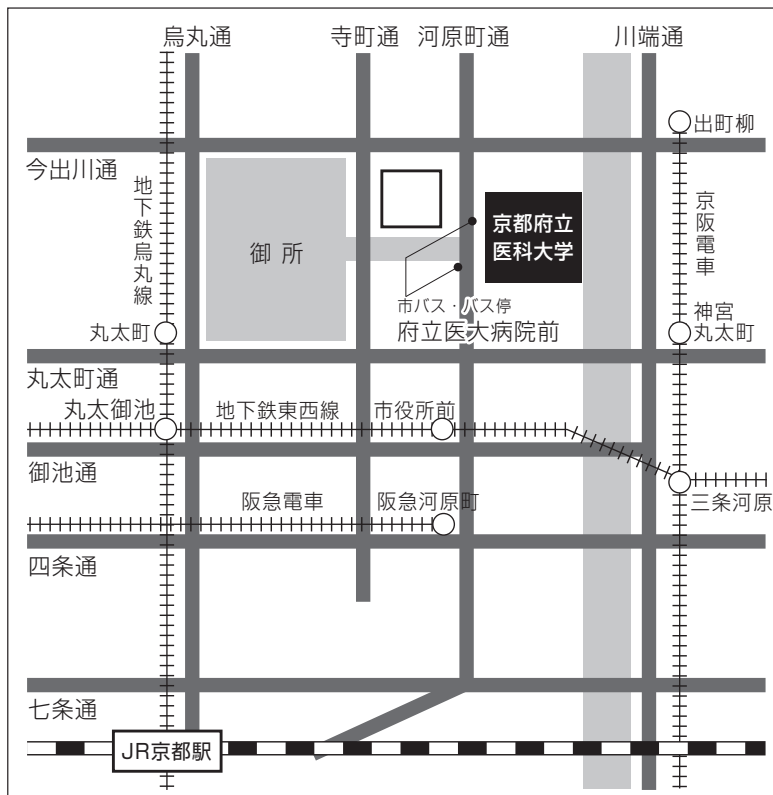 烏丸通
寺町通
河原町通
川端通
出町柳
今出川通
地下鉄烏丸線
京阪電車
御所
京都府立
医科大学
市バス・バス停
府立医大病院前
丸太町
神宮
丸太町
丸太町通
丸太御池
地下鉄東西線
市役所前
御池通
三条河原
阪急電車
阪急河原町
四条通
七条通
JR京都駅